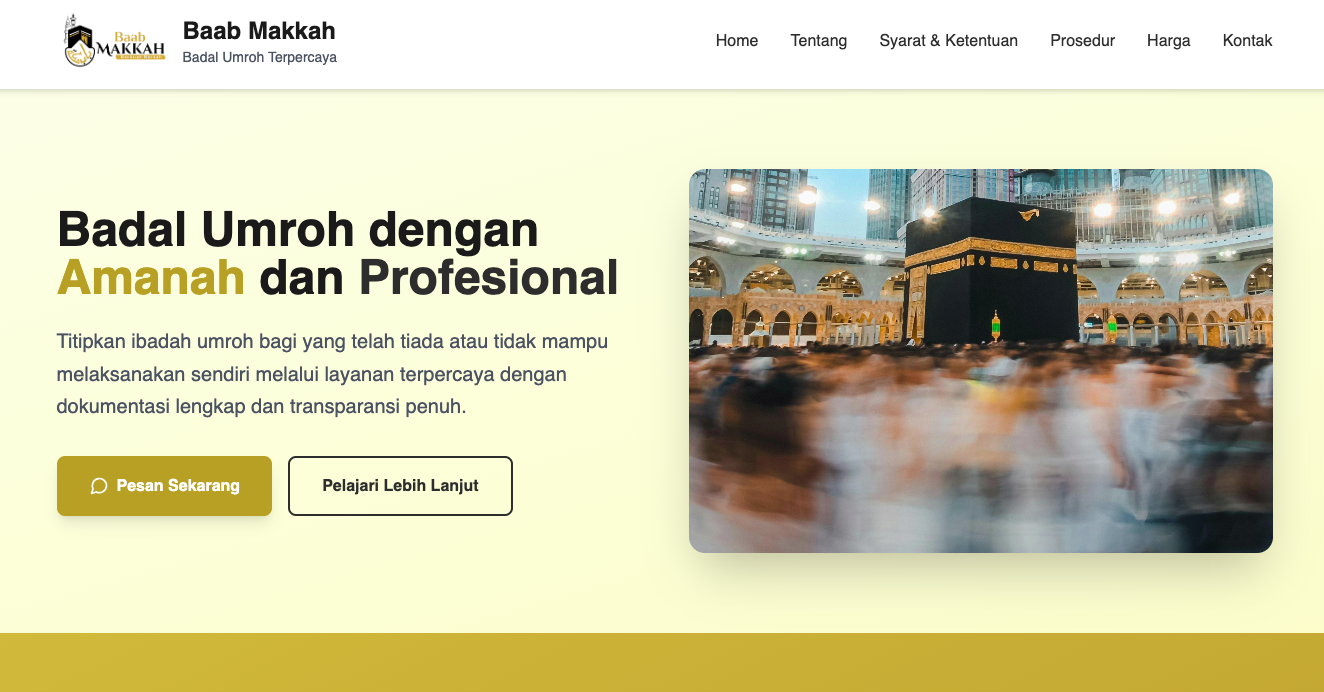 Baab
MAKKAH
Baab Makkah
Badal Umroh Terpercaya
Home
Tentang
Syarat & Ketentuan
Prosedur
Harga
Kontak
Badal Umroh dengan
Amanah dan Profesional
Titipkan ibadah umroh bagi yang telah tiada atau tidak mampu
melaksanakan sendiri melalui layanan terpercaya dengan
dokumentasi lengkap dan transparansi penuh.
Pesan Sekarang
Pelajari Lebih Lanjut